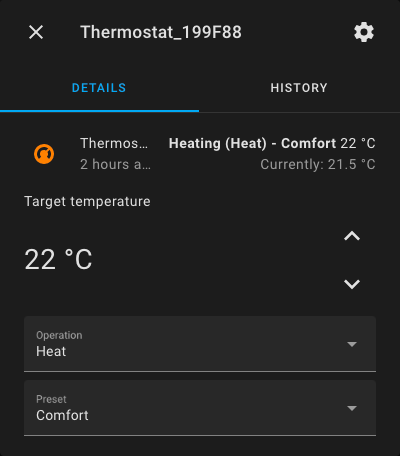 Thermostat_199F88
DETAILS HISTORY
Thermos... Heating (Heat) - Comfort 22 °C
2 hours a... Currently: 21.5 °C
Target temperature
22 °C
Operation
Heat
Preset
Comfort